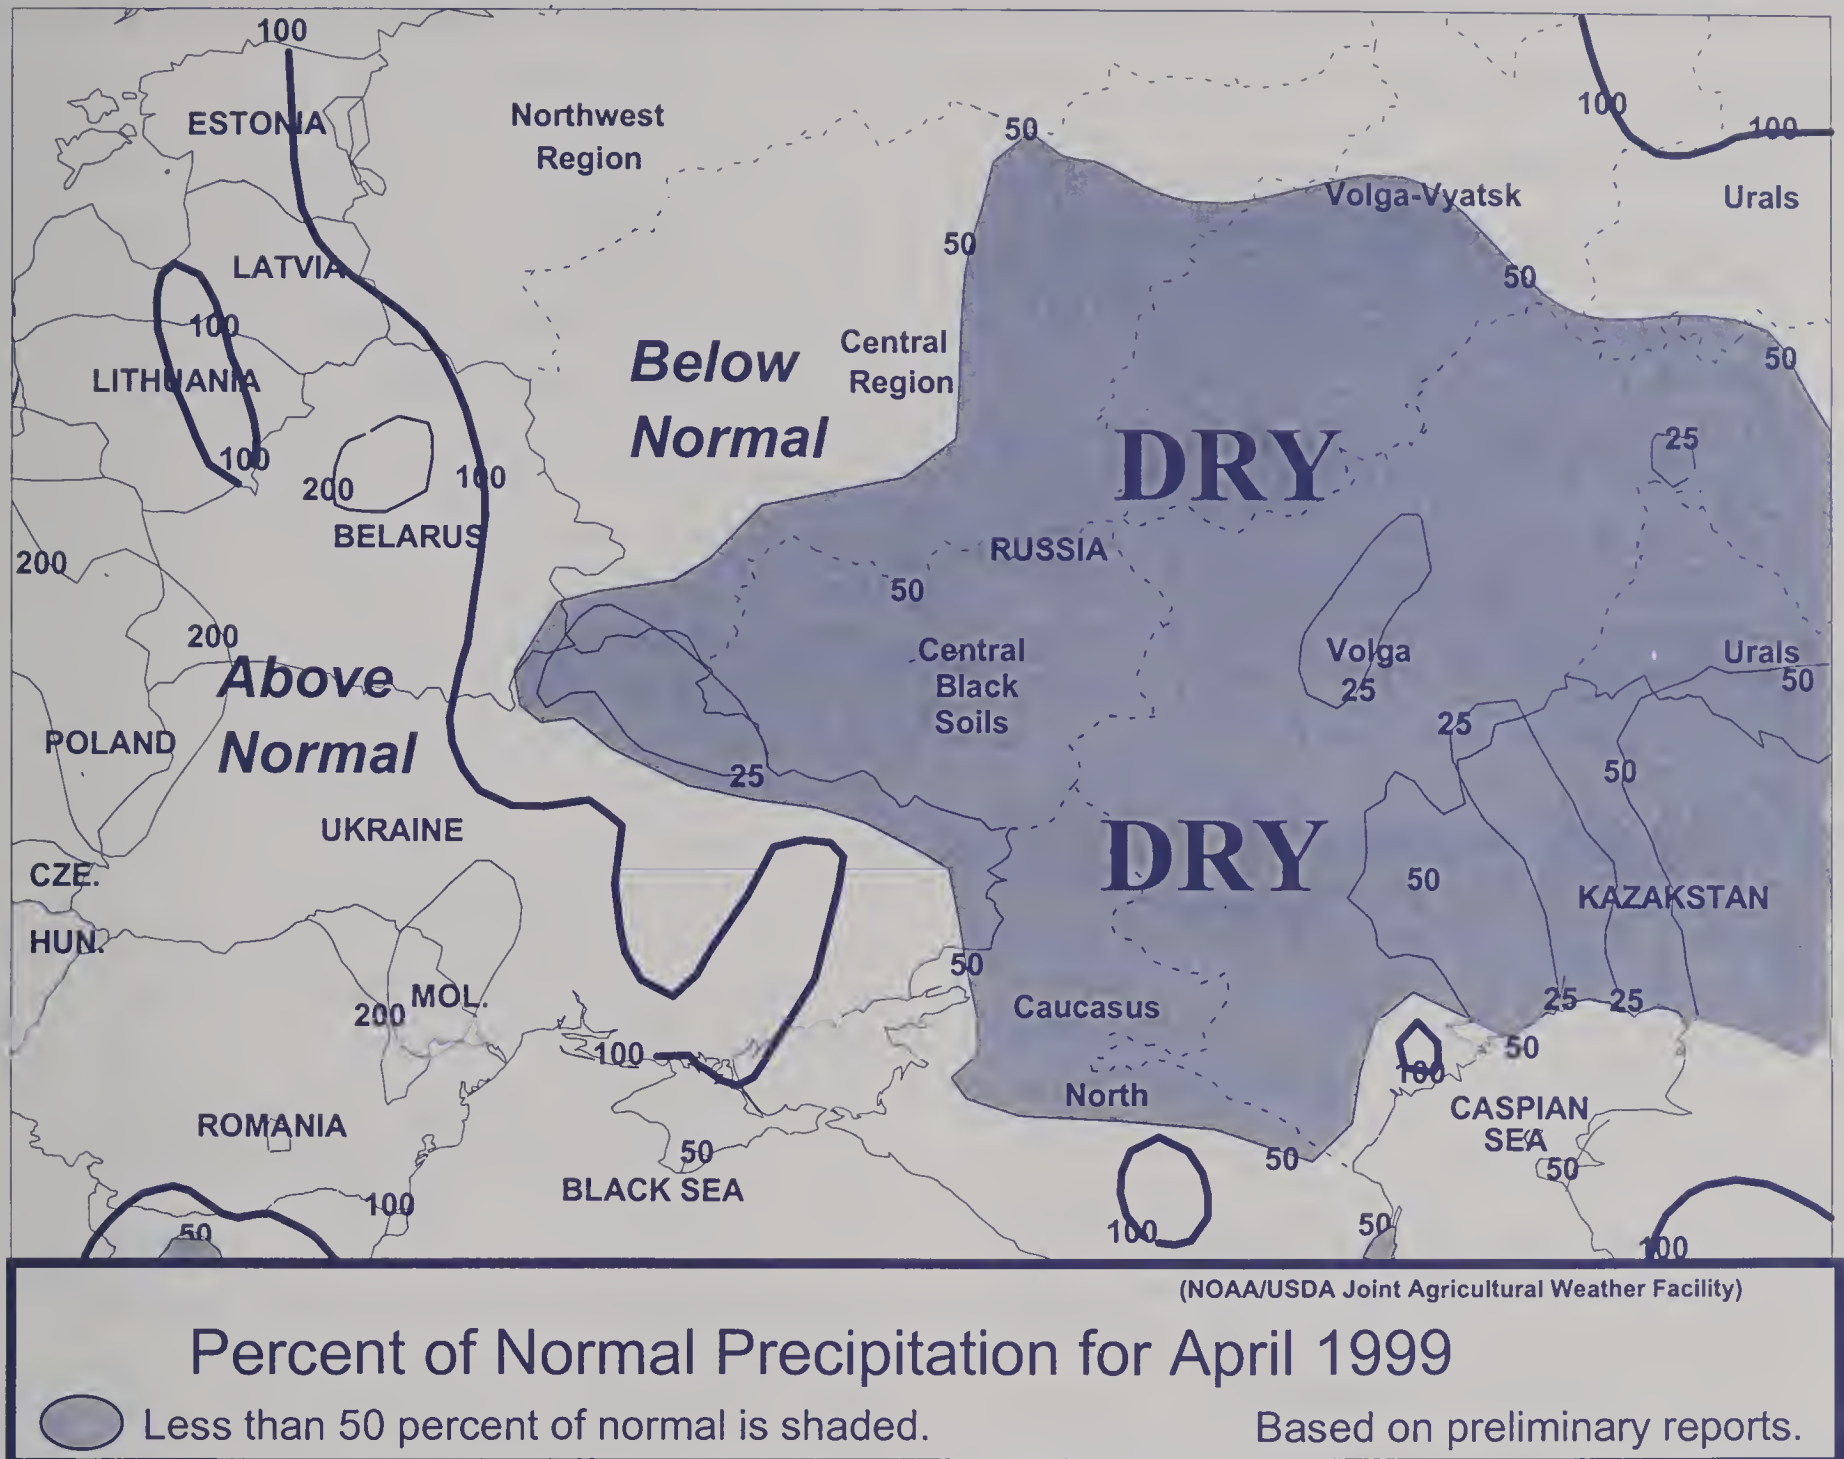 100
ESTONIA
Northwest
Region
50
100
100
Volga-Vyatsk
Urals
50
LATVIA
50
100
Below
Normal
Central
Region
50
LITHUANIA
DRY
25
100
200
100
BELARUS
200
RUSSIA
50
200
Above
Normal
Central
Black
Soils
Volga
25
Urals
50
POLAND
25
25
50
UKRAINE
DRY
CZE.
50
KAZAKSTAN
HUN.
50
MOL.
200
Caucasus
25
25
100
50
100
North
CASPIAN
SEA
ROMANIA
50
50
50
BLACK SEA
100
50
100
50
100
(NOAA/USDA Joint Agricultural Weather Facility)
Percent of Normal Precipitation for April 1999
Less than 50 percent of normal is shaded.
Based on preliminary reports.